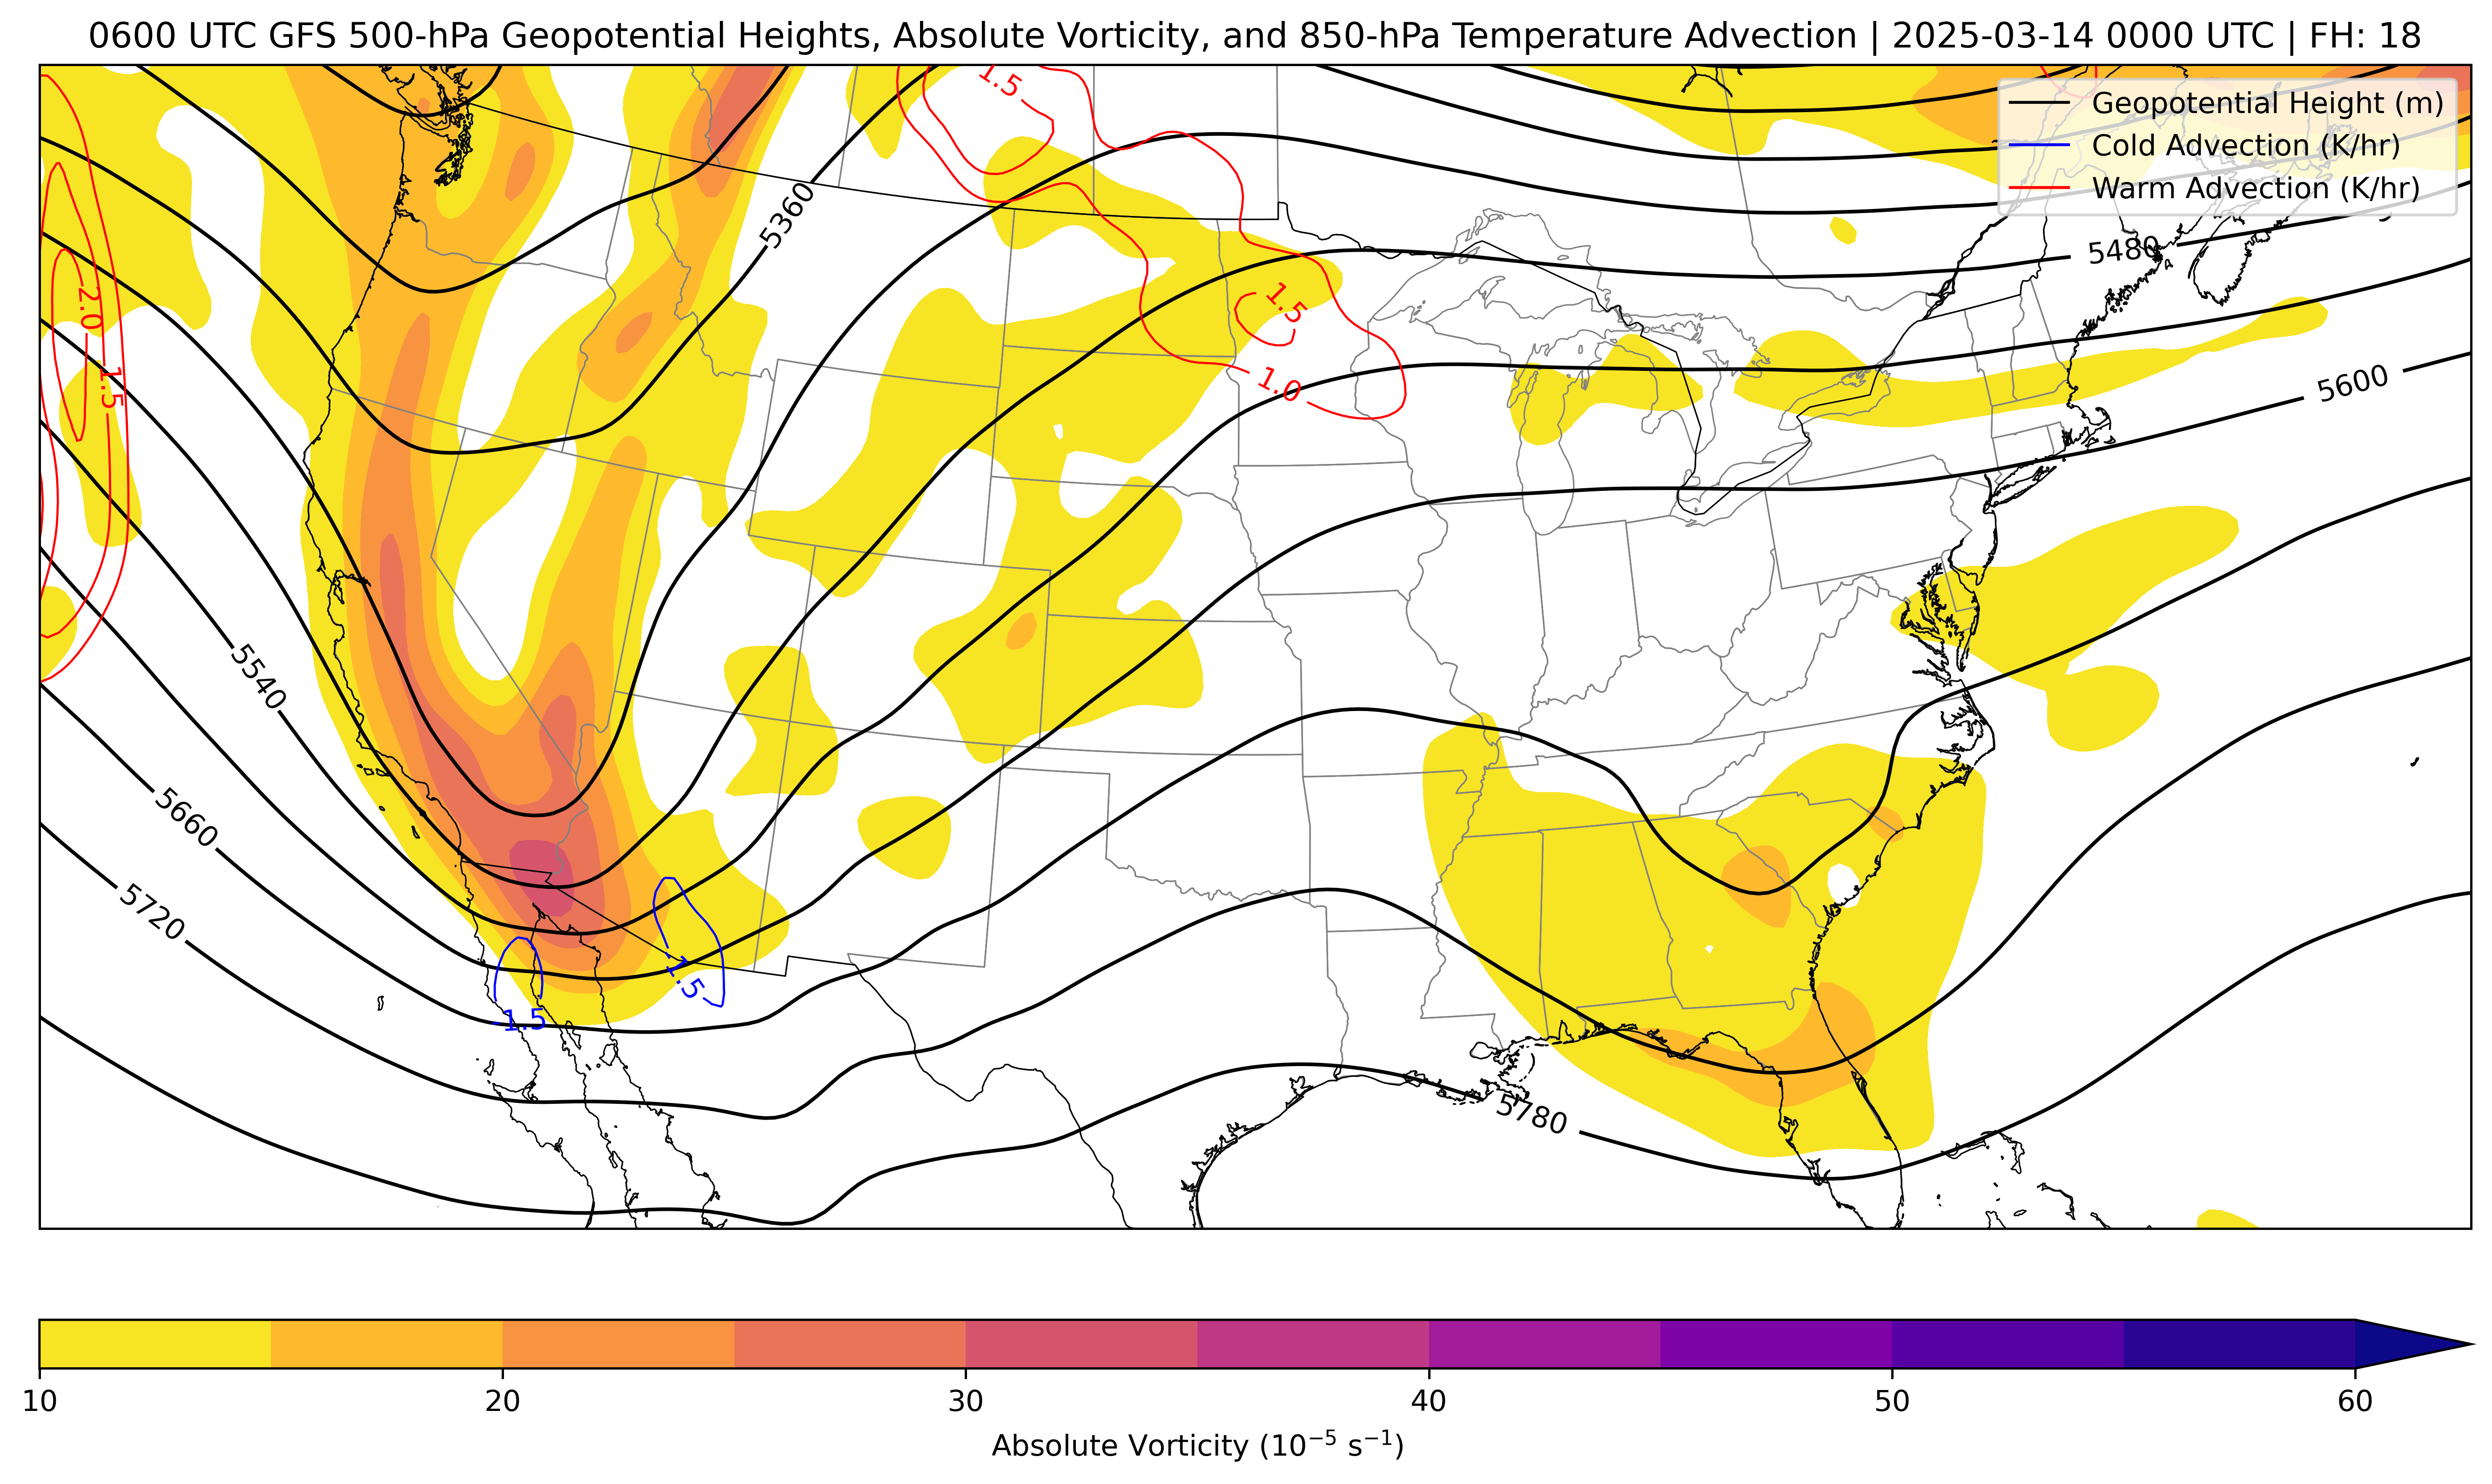 0600 UTC GFS 500-hPa Geopotential Heights, Absolute Vorticity, and 850-hPa Temperature Advection | 2025-03-14 0000 UTC | FH: 18
Geopotential Height (m)
Cold Advection (K/hr)
Warm Advection (K/hr)
1.5
5360
5480
2.0
1.5
1.5
1.0
5600
5540
5660
5720
-1.5
-1.5
5780
10 20 30 40 50 60
Absolute Vorticity (10⁻⁵ s⁻¹)